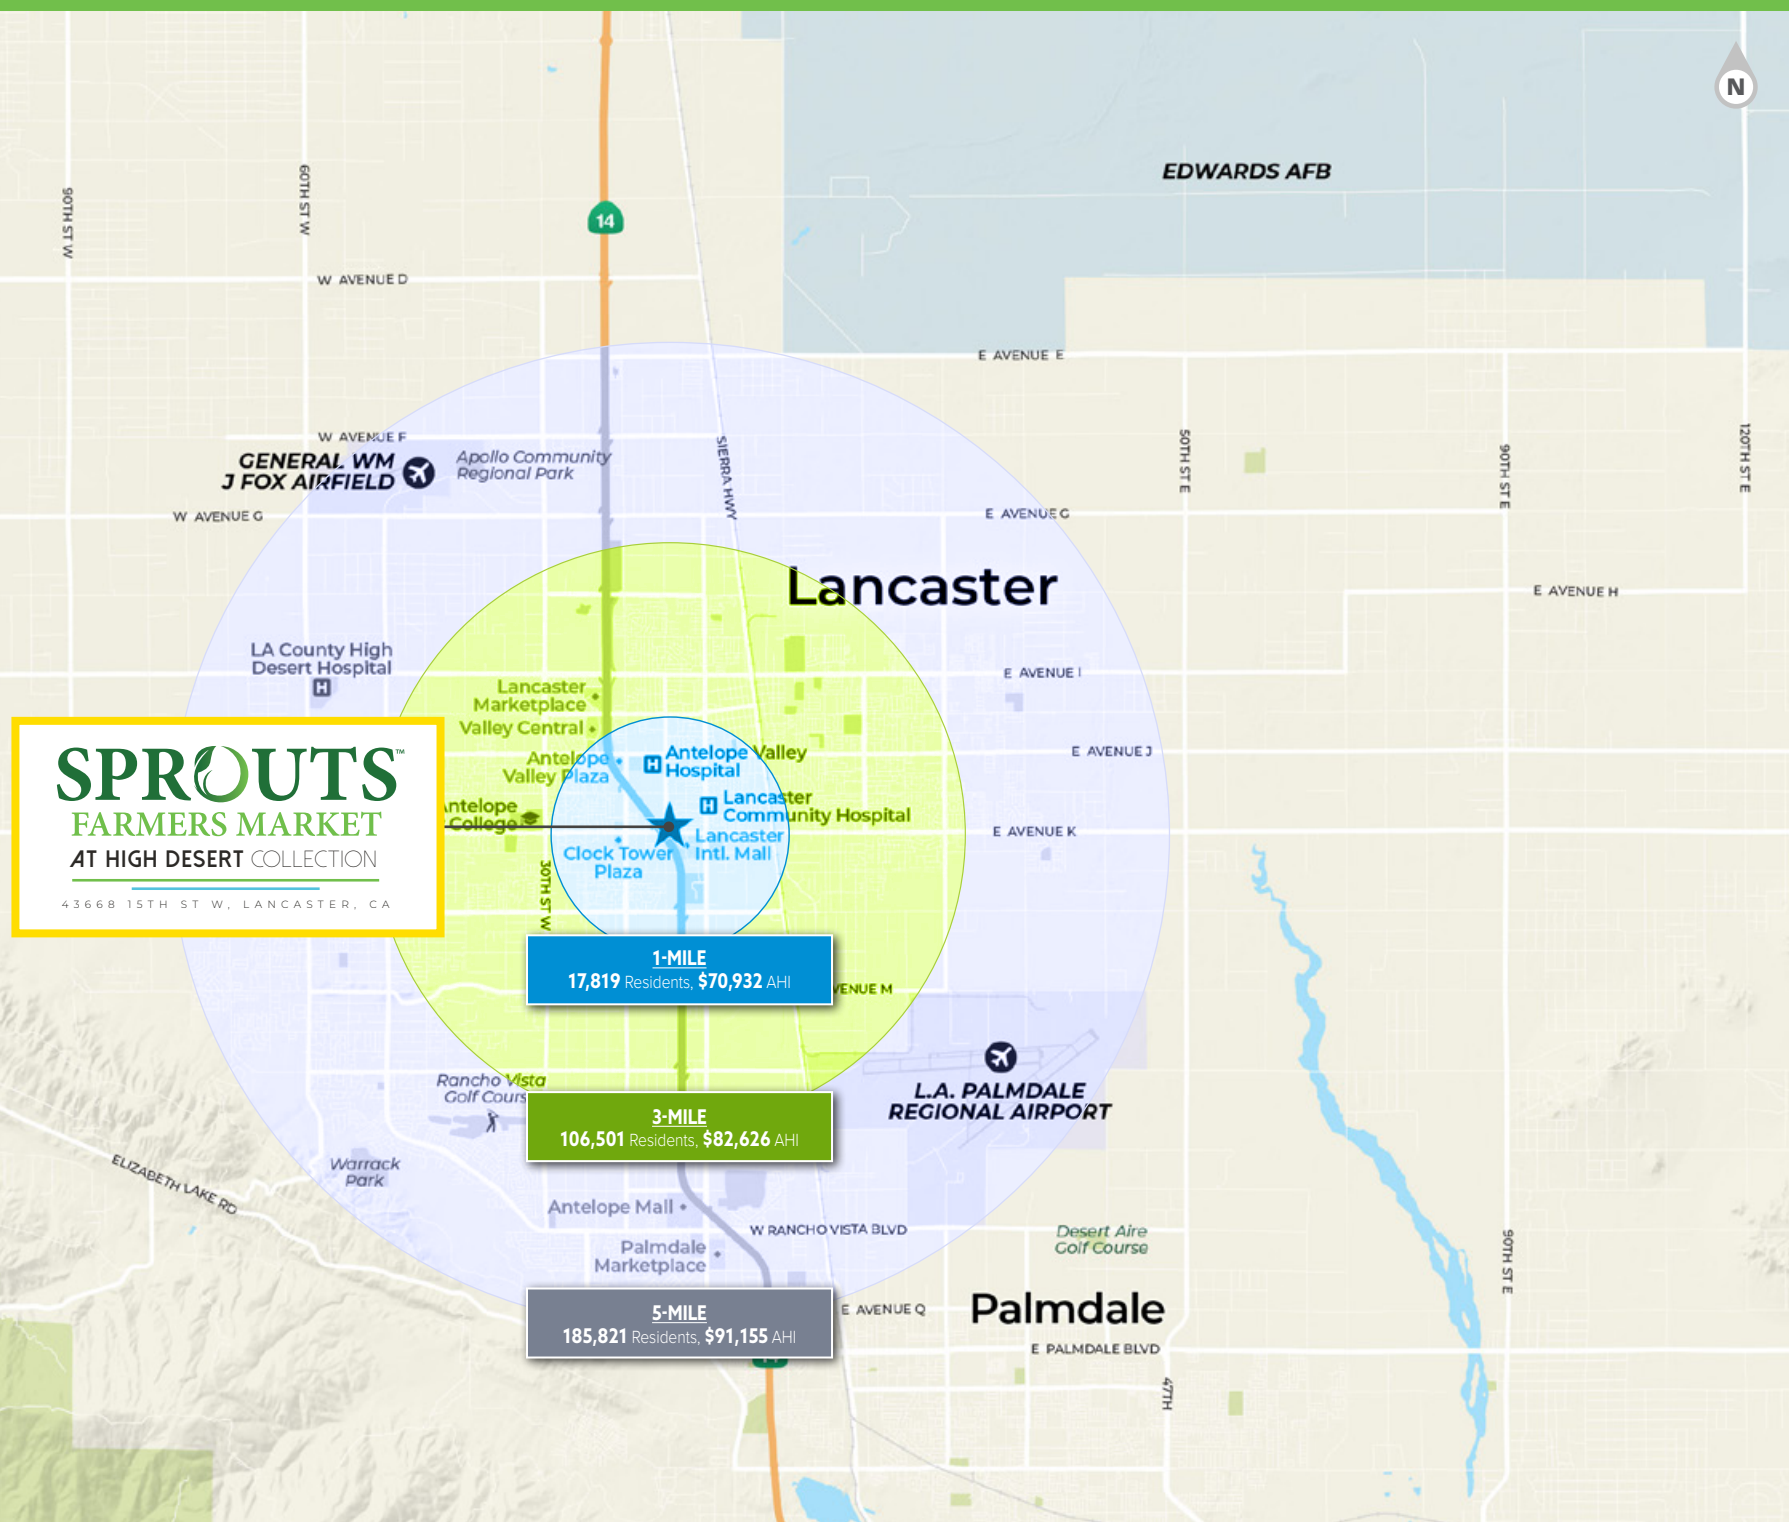 N
EDWARDS AFB
90TH ST W
60TH ST W
14
W AVENUE D
E AVENUE E
W AVENUE F
GENERAL WM
J FOX AIRFIELD
Apollo Community
Regional Park
SIERRA HWY
50TH ST E
90TH ST E
120TH ST E
W AVENUE G
E AVENUE G
Lancaster
E AVENUE H
LA County High
Desert Hospital
H
E AVENUE I
Lancaster
Marketplace
Valley Central
Antelope
Valley Plaza
H
Antelope Valley
Hospital
E AVENUE J
H
Lancaster
Community Hospital
Antelope
College
E AVENUE K
Lancaster
Intl. Mall
Clock Tower
Plaza
30TH ST W
SPROUTS™
FARMERS MARKET
AT HIGH DESERT COLLECTION
43668 15TH ST W, LANCASTER, CA
1-MILE
17,819 Residents, $70,932 AHI
VENUE M
L.A. PALMDALE
REGIONAL AIRPORT
Rancho Vista
Golf Cours
3-MILE
106,501 Residents, $82,626 AHI
Warrack
Park
ELIZABETH LAKE RD
Antelope Mall
W RANCHO VISTA BLVD
Desert Aire
Golf Course
Palmdale
Marketplace
90TH ST E
5-MILE
185,821 Residents, $91,155 AHI
E AVENUE Q
Palmdale
E PALMDALE BLVD
47TH